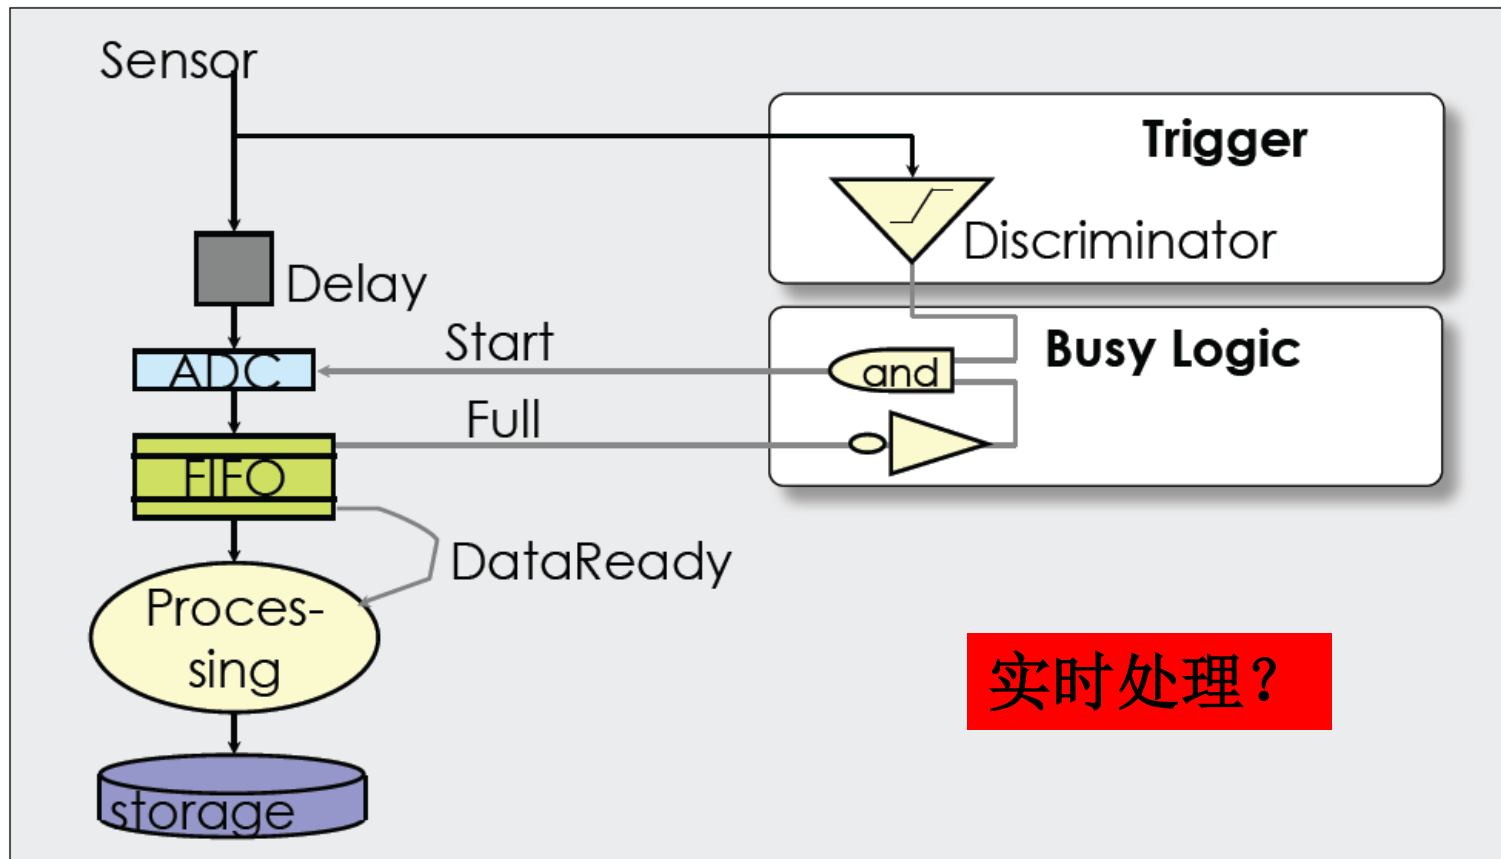 Sensor
Trigger
Discriminator
Delay
Start
Busy Logic
ADC
and
Full
FIFO
DataReady
Proces-
sing
实时处理？
storage